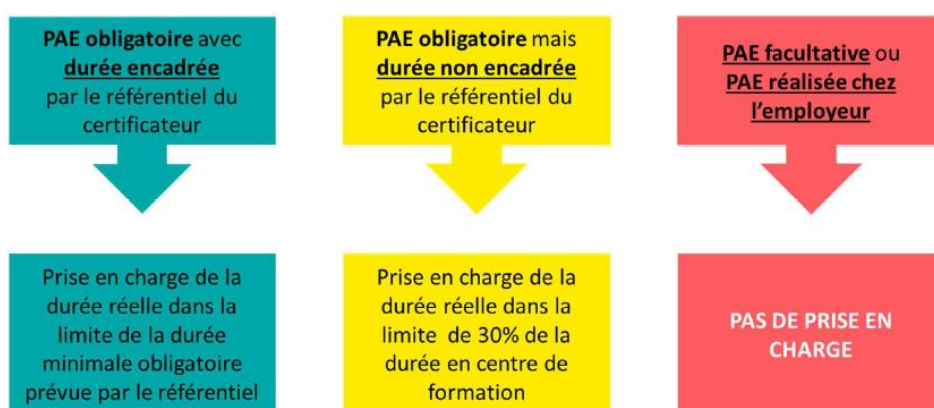 PAE obligatoire avec
durée encadrée
par le référentiel du
certificateur
PAE obligatoire mais
durée non encadrée
par le référentiel du
certificateur
PAE facultative ou
PAE réalisée chez
l’employeur
Prise en charge de la
durée réelle dans la
limite de la durée
minimale obligatoire
prévue par le référentiel
Prise en charge de la
durée réelle dans la
limite de 30% de la
durée en centre de
formation
PAS DE PRISE EN
CHARGE